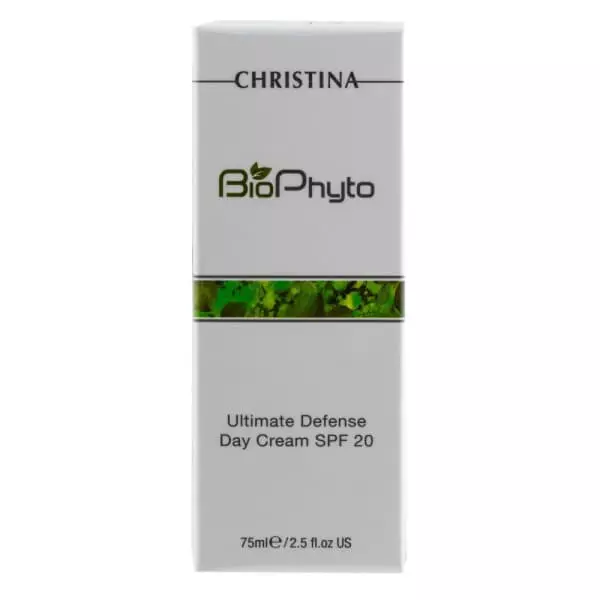 CHRISTINA
BioPhyto
Ultimate Defense
Day Cream SPF 20
75ml℮/2.5 fl.oz US